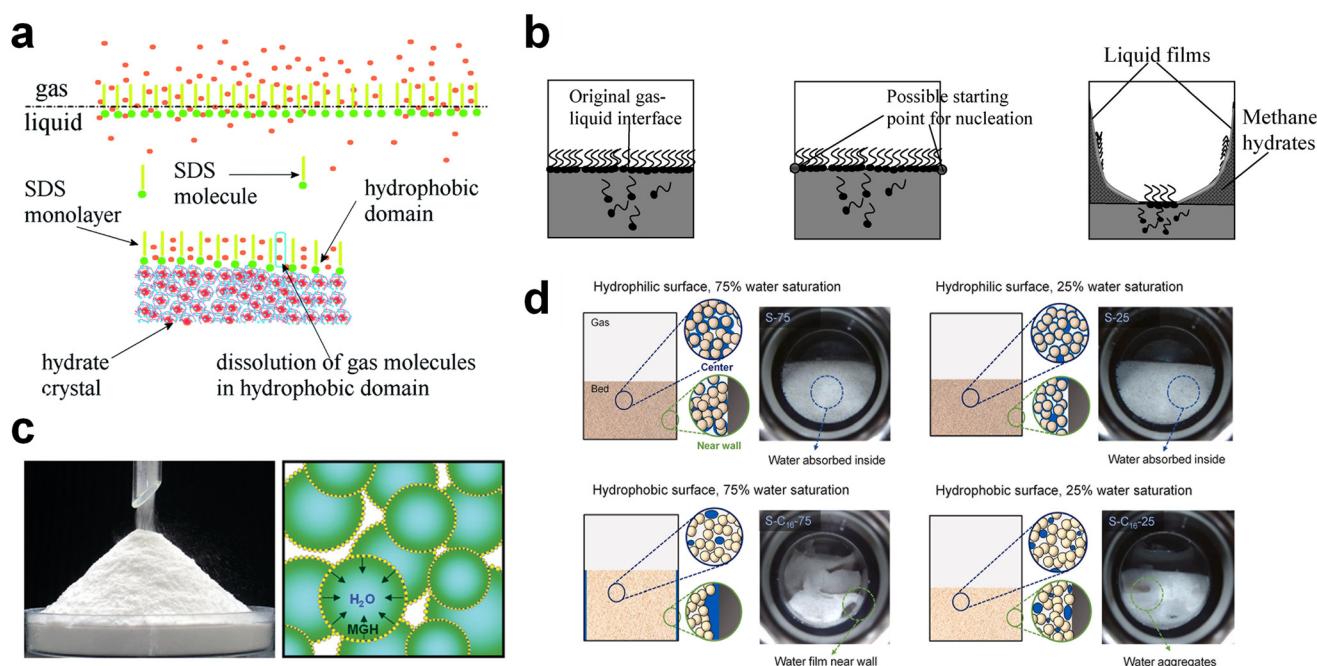 a
gas
liquid
SDS
molecule
SDS
monolayer
hydrophobic
domain
hydrate
crystal
dissolution of gas molecules
in hydrophobic domain
b
Original gas-
liquid interface
Possible starting
point for nucleation
Liquid films
Methane
hydrates
c
H₂O
MGH
d
Hydrophilic surface, 75% water saturation
Gas
Bed
Center
Near wall
S-75
Water absorbed inside
Hydrophilic surface, 25% water saturation
S-25
Water absorbed inside
Hydrophobic surface, 75% water saturation
S-C₁₆-75
Water film near wall
Hydrophobic surface, 25% water saturation
S-C₁₆-25
Water aggregates